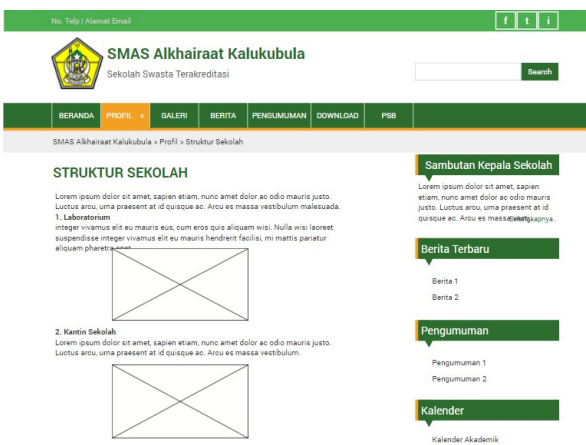 No. Telp | Alamat Email
f t i
SMAS Alkhairaat Kalukubula
Sekolah Swasta Terakreditasi
Search
BERANDA PROFIL v GALERI BERITA PENGUMUMAN DOWNLOAD PSB
SMAS Alkhairaat Kalukubula > Profil > Struktur Sekolah
STRUKTUR SEKOLAH
Lorem ipsum dolor sit amet, sapien etiam, nunc amet dolor ac odio mauris justo.
Luctus arcu, urna praesent at id quisque ac. Arcu es massa vestibulum malesuada.
1. Laboratorium
integer vivamus elit eu mauris eus, cum eros quis aliquam wisi. Nulla wisi laoreet
suspendisse integer vivamus elit eu mauris hendrerit facilisi, mi mattis pariatur
aliquam pharetra eget.
2. Kantin Sekolah
Lorem ipsum dolor sit amet, sapien etiam, nunc amet dolor ac odio mauris justo.
Luctus arcu, urna praesent at id quisque ac. Arcu es massa vestibulum.
Sambutan Kepala Sekolah
Lorem ipsum dolor sit amet, sapien
etiam, nunc amet dolor ac odio mauris
justo. Luctus arcu, urna praesent at id
quisque ac. Arcu es massa
Berita Terbaru
Berita 1
Berita 2
Pengumuman
Pengumuman 1
Pengumuman 2
Kalender
Kalender Akademik